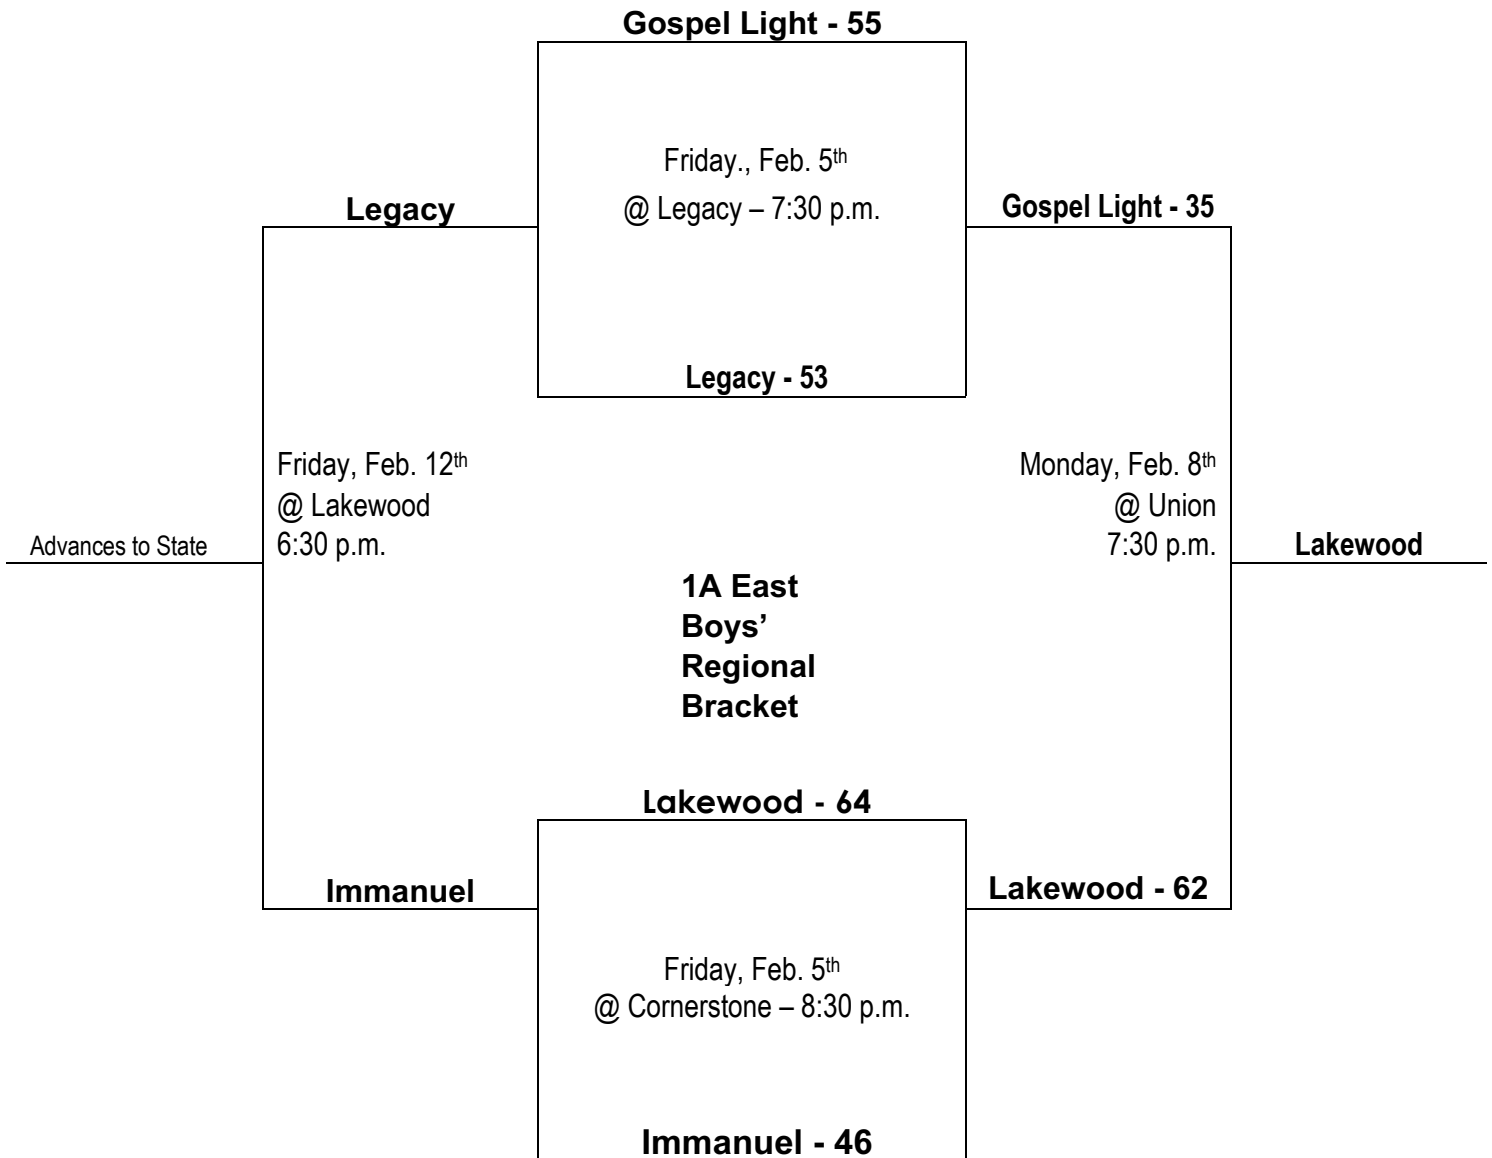 Gospel Light - 55
Friday., Feb. 5th
@ Legacy – 7:30 p.m.
Legacy
Gospel Light - 35
Legacy - 53
Friday, Feb. 12th
@ Lakewood
6:30 p.m.
Monday, Feb. 8th
@ Union
7:30 p.m.
Advances to State
Lakewood
1A East
Boys’
Regional
Bracket
Lakewood - 64
Immanuel
Lakewood - 62
Friday, Feb. 5th
@ Cornerstone – 8:30 p.m.
Immanuel - 46